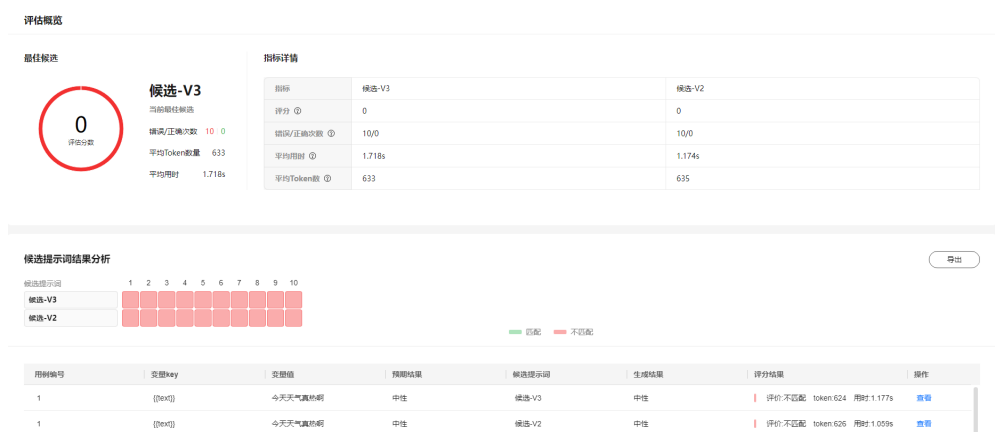 评估概览
最佳候选
0
评估分数
候选-V3
当前最佳候选
错误/正确次数 10 0
平均Token数量 633
平均用时 1.718s
指标详情
指标 候选-V3 候选-V2
评分 0 0
错误/正确次数 10/0 10/0
平均用时 1.718s 1.174s
平均Token数 633 635
候选提示词结果分析
导出
候选提示词 1 2 3 4 5 6 7 8 9 10
候选-V3
候选-V2
匹配 不匹配
用例编号 变量key 变量值 预期结果 候选提示词 生成结果 评分结果 操作
1 {{text}} 今天天气真热啊 中性 候选-V3 中性 评价:不匹配 token:624 用时:1.177s 查看
1 {{text}} 今天天气真热啊 中性 候选-V2 中性 评价:不匹配 token:626 用时:1.059s 查看